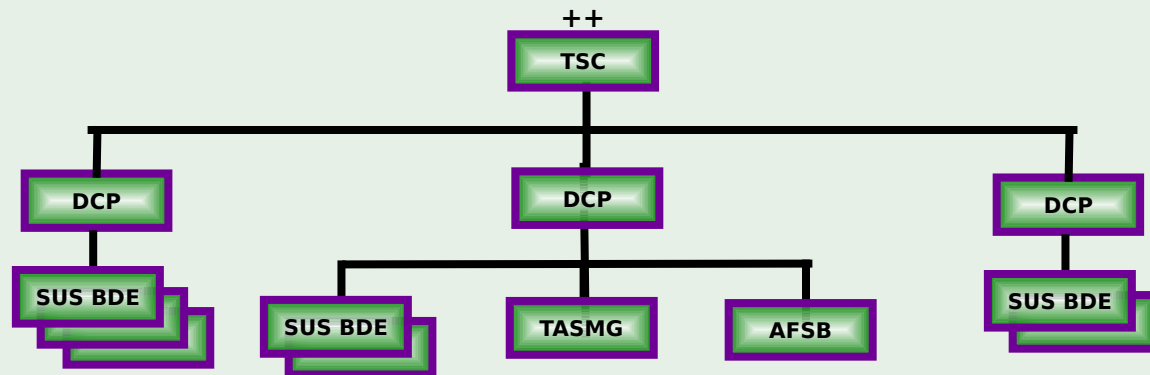 ++
TSC
DCP
DCP
DCP
SUS BDE
SUS BDE
TASMG
AFSB
SUS BDE